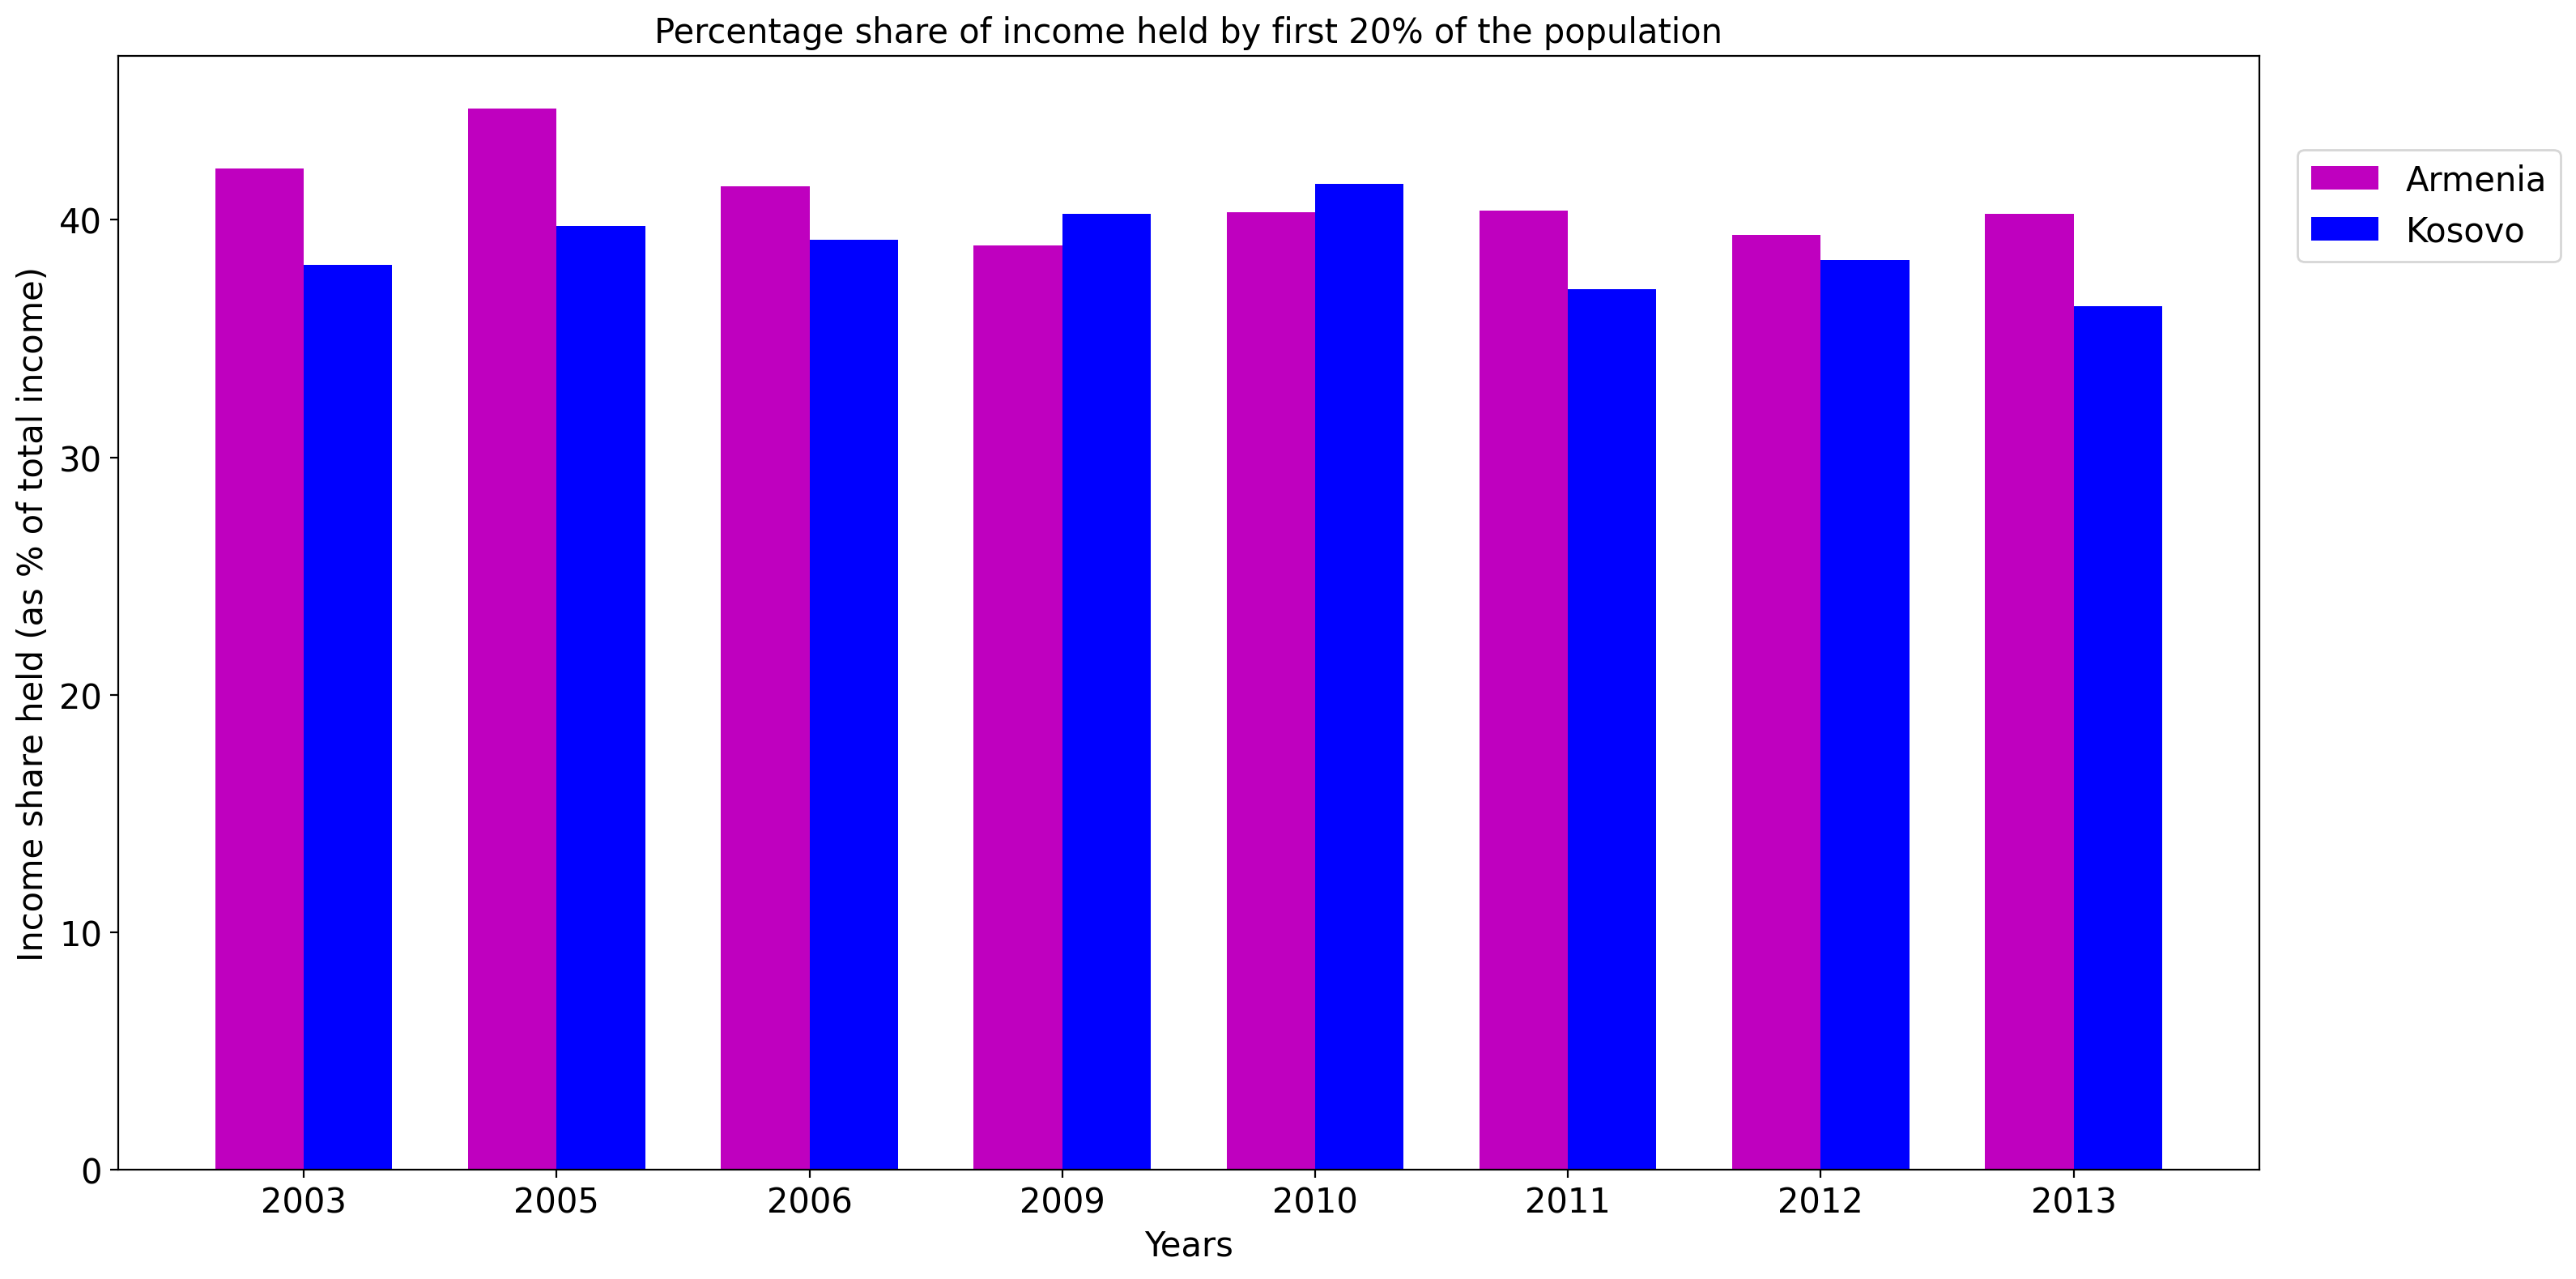 Percentage share of income held by first 20% of the population
Income share held (as % of total income)
40
30
20
10
0
2003 2005 2006 2009 2010 2011 2012 2013
Years
Armenia
Kosovo